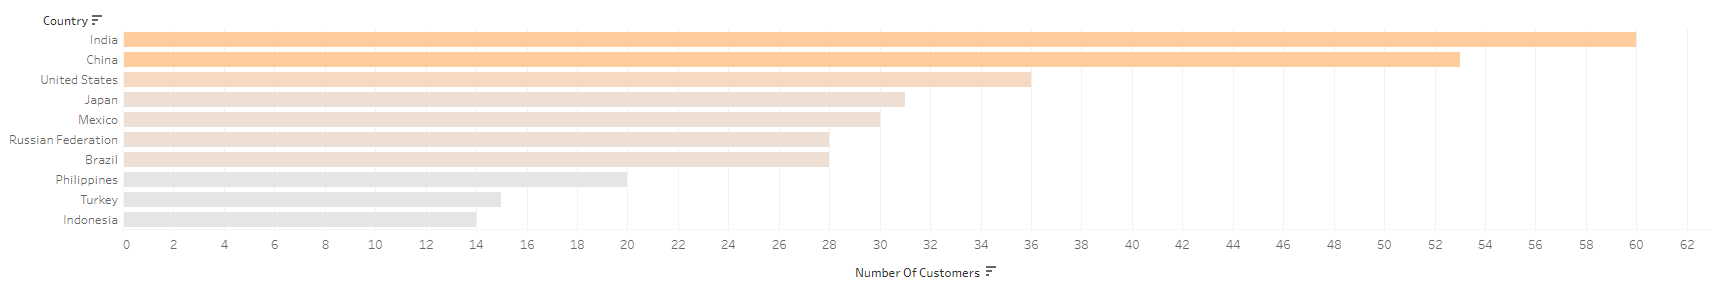 Country
India
China
United States
Japan
Mexico
Russian Federation
Brazil
Philippines
Turkey
Indonesia
0 2 4 6 8 10 12 14 16 18 20 22 24 26 28 30 32 34 36 38 40 42 44 46 48 50 52 54 56 58 60 62
Number Of Customers